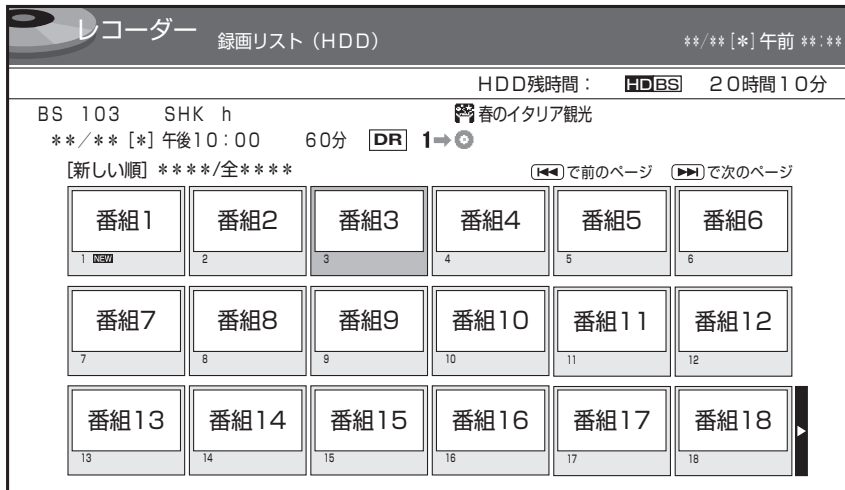 レコーダー 録画リスト（HDD） **/**[*]午前 **:**
HDD残時間： HD BS 20時間10分
BS 103 SHK h 春のイタリア観光
**/**[*]午後10：00 60分 DR 1➡
[新しい順] ****/全**** ⏮で前のページ ⏭で次のページ
番組1 番組2 番組3 番組4 番組5 番組6
1 NEW 2 3 4 5 6
番組7 番組8 番組9 番組10 番組11 番組12
7 8 9 10 11 12
番組13 番組14 番組15 番組16 番組17 番組18
13 14 15 16 17 18